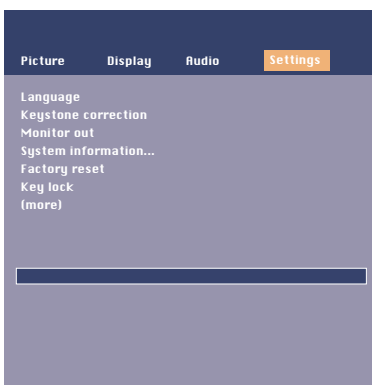 Picture Display Audio Settings
Language
Keystone correction
Monitor out
System information...
Factory reset
Key lock
(more)